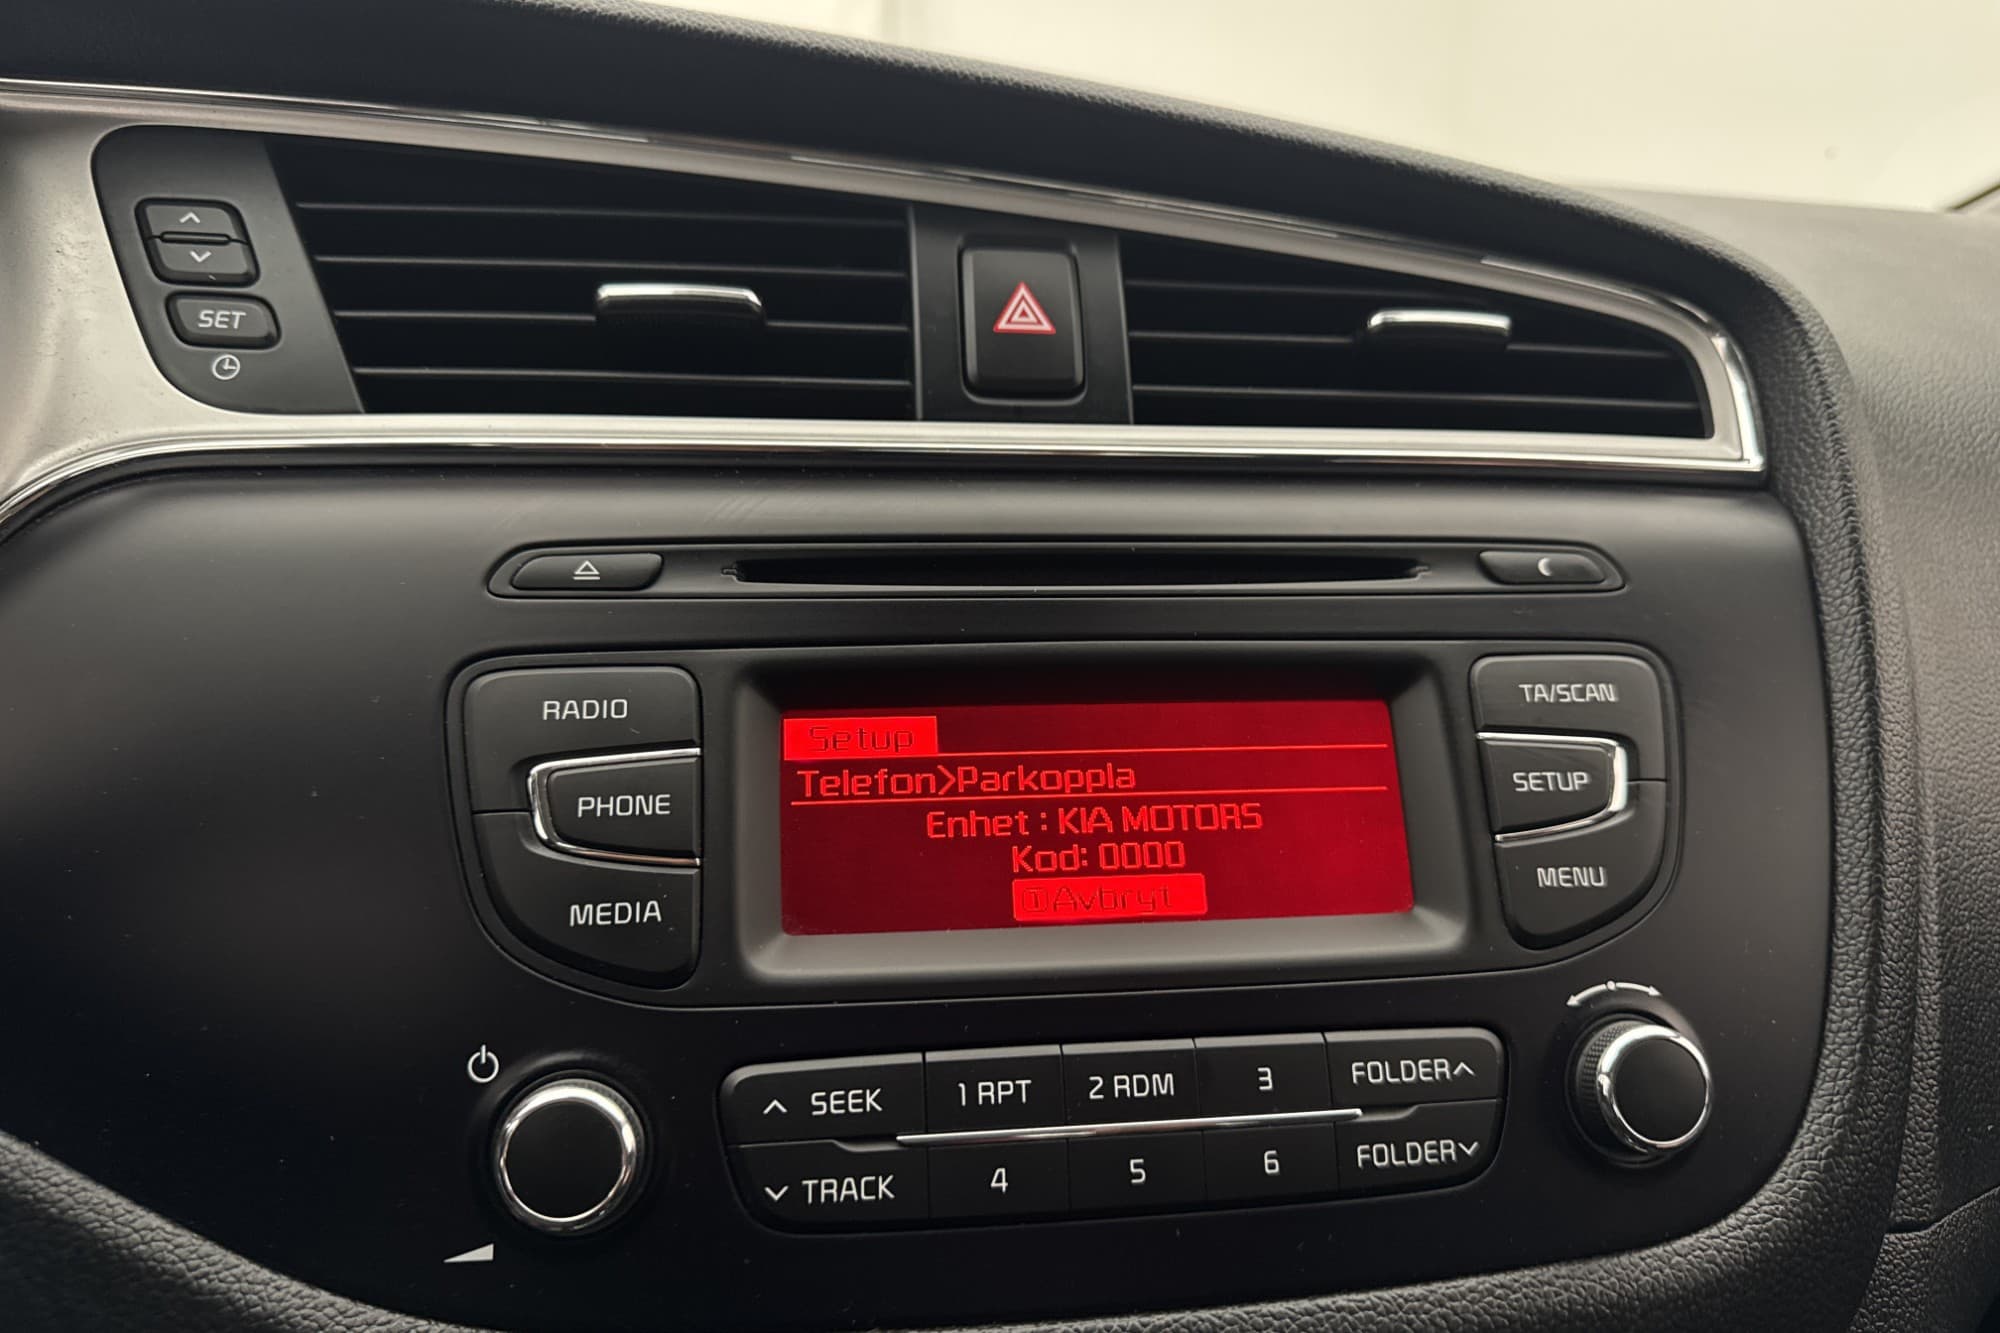 SET
RADIO
PHONE
MEDIA
Setup
Telefon>Parkoppla
Enhet : KIA MOTORS
Kod: 0000
①Avbryt
TA/SCAN
SETUP
MENU
SEEK
1 RPT
2 RDM
3
FOLDER
TRACK
4
5
6
FOLDER